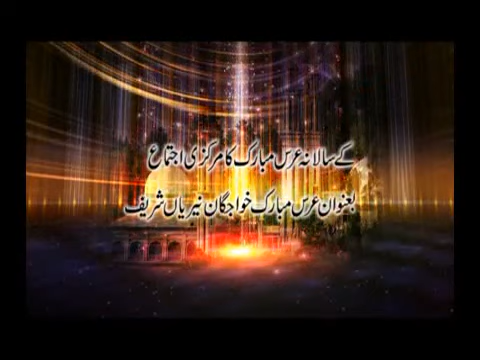 کے سالانہ عرس مبارک کا مرکزی اجتماع
بعنوان عرس مبارک خواجگان نیریاں شریف